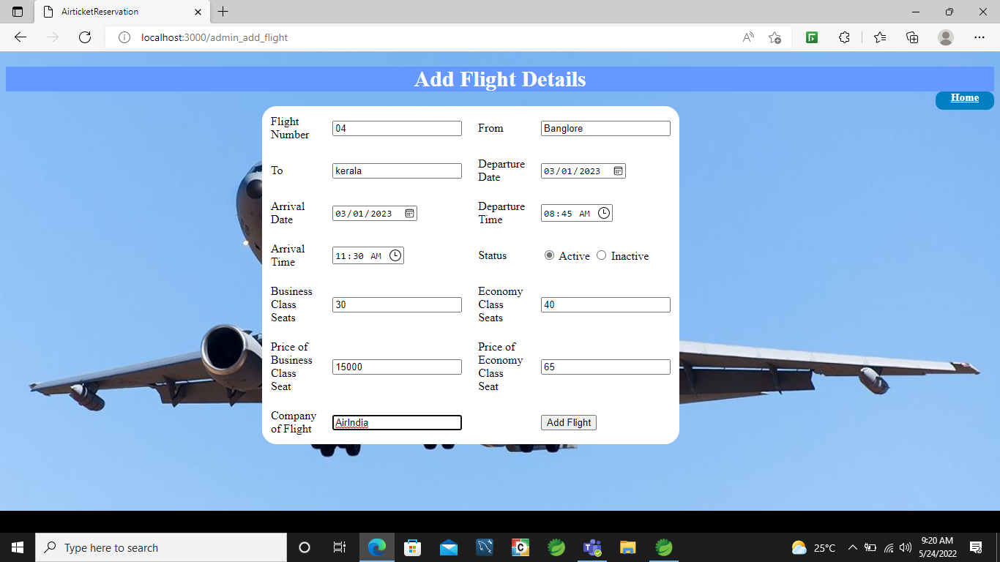 AirticketReservation
localhost:3000/admin_add_flight
Add Flight Details
Home
Flight
Number
04
From
Banglore
To
kerala
Departure
Date
03/01/2023
Arrival
Date
03/01/2023
Departure
Time
08:45 AM
Arrival
Time
11:30 AM
Status
Active
Inactive
Business
Class
Seats
30
Economy
Class
Seats
40
Price of
Business
Class
Seat
15000
Price of
Economy
Class
Seat
65
Company
of Flight
AirIndia
Add Flight
Type here to search
25°C
9:20 AM
5/24/2022